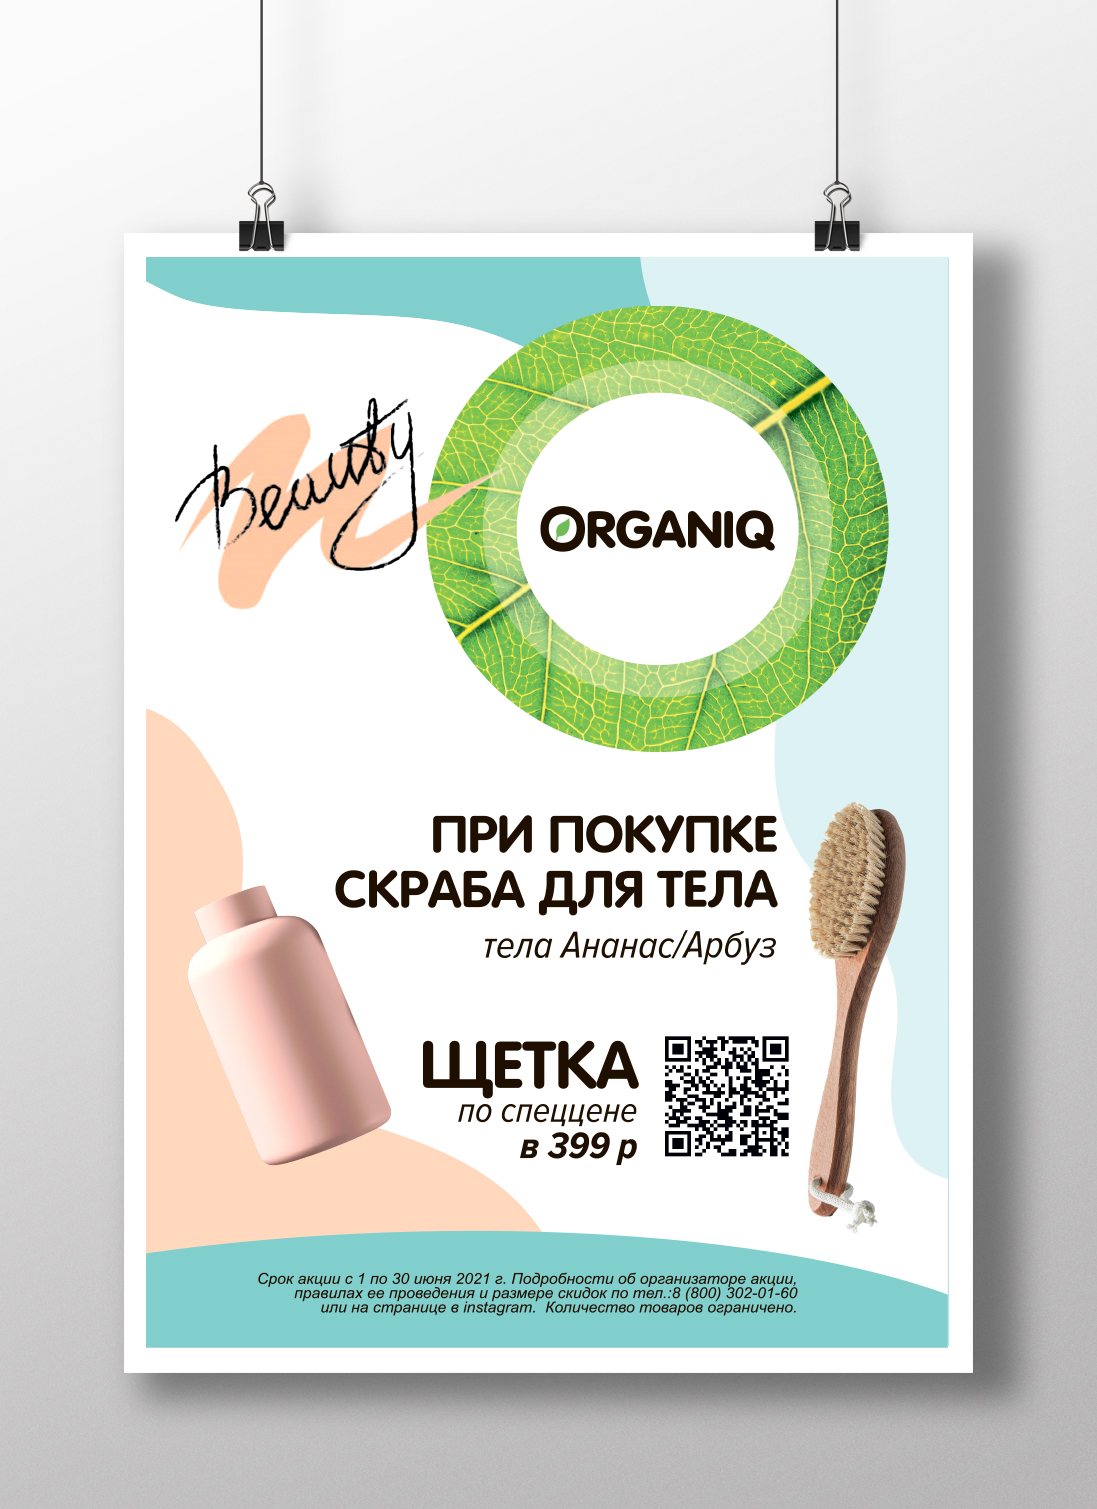 Beauty
ORGANIQ
ПРИ ПОКУПКЕ
СКРАБА ДЛЯ ТЕЛА
тела Ананас/Арбуз
ЩЕТКА
по спеццене
в 399 р
Срок акции с 1 по 30 июня 2021 г. Подробности об организаторе акции,
правилах ее проведения и размере скидок по тел.:8 (800) 302-01-60
или на странице в instagram. Количество товаров ограничено.